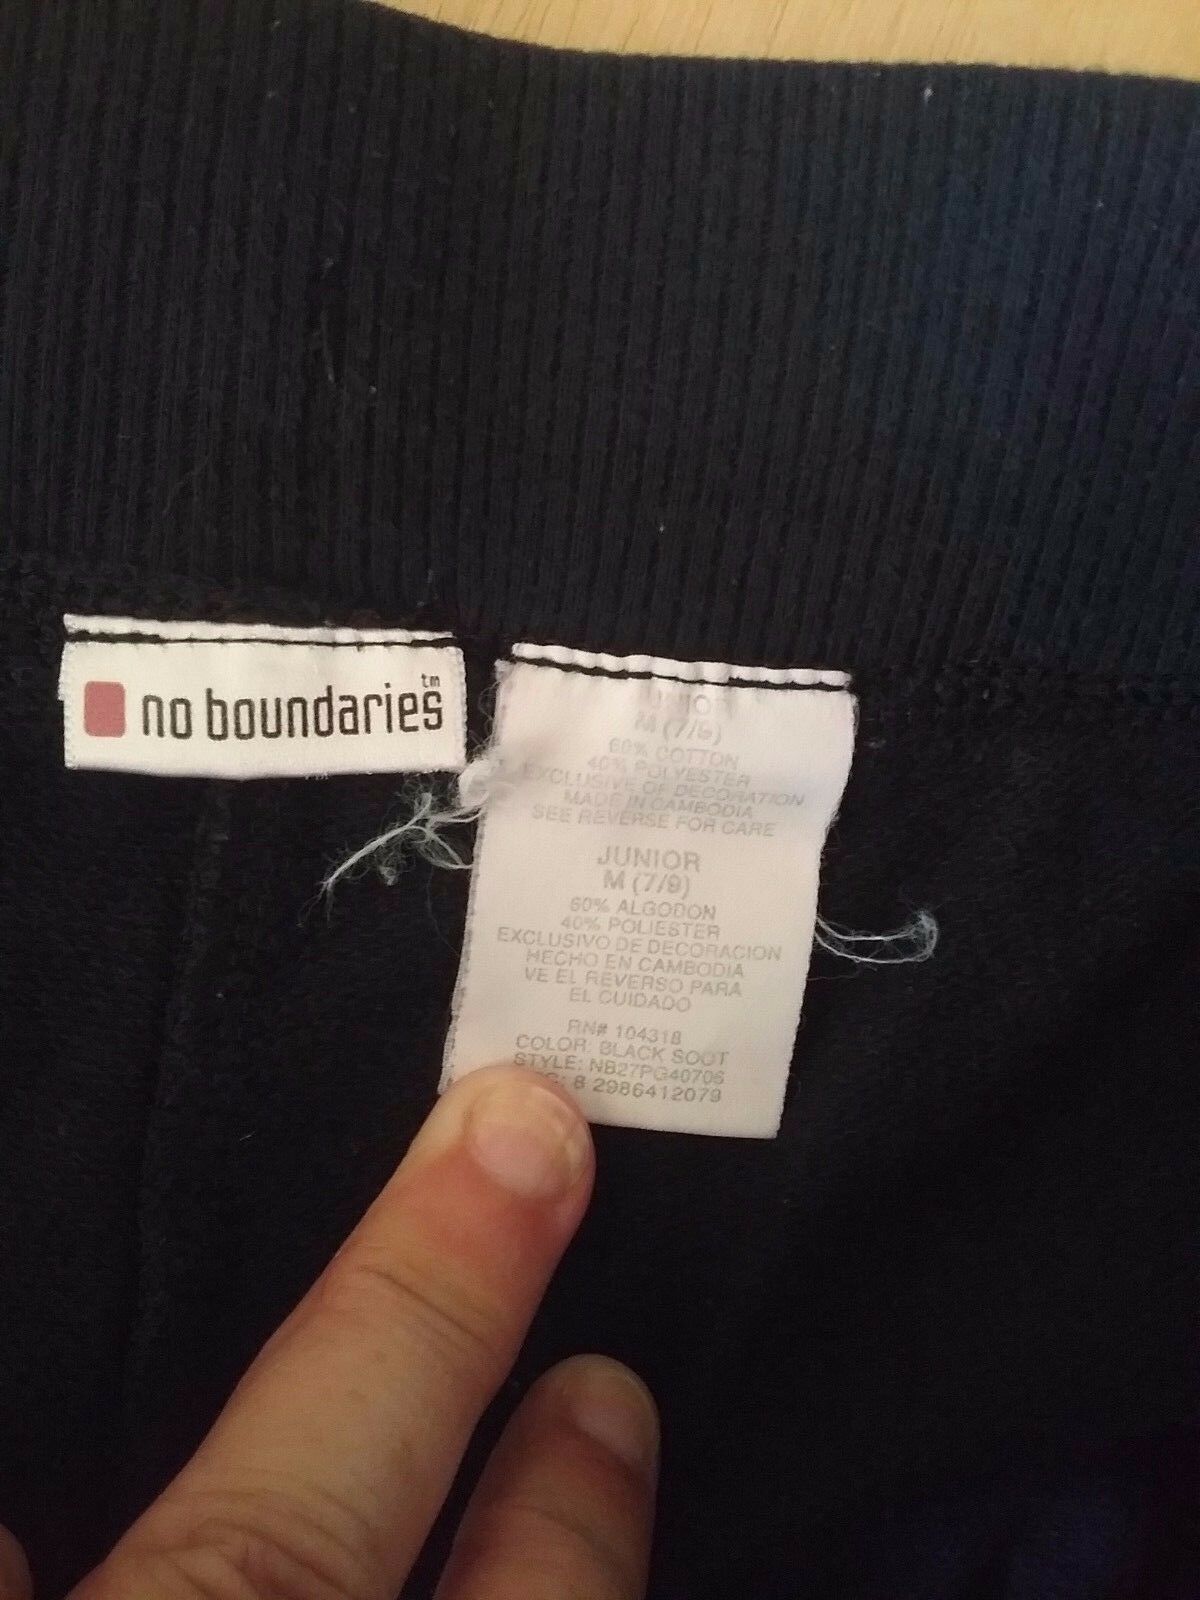 no boundaries tm
M (7/9)
60% COTTON
40% POLYESTER
EXCLUSIVE OF DECORATION
MADE IN CAMBODIA
SEE REVERSE FOR CARE
JUNIOR
M (7/9)
60% ALGODON
40% POLIESTER
EXCLUSIVO DE DECORACION
HECHO EN CAMBODIA
VE EL REVERSO PARA
EL CUIDADO
RN# 104318
COLOR: BLACK SOOT
STYLE: NB27PG40706
8 2986412079